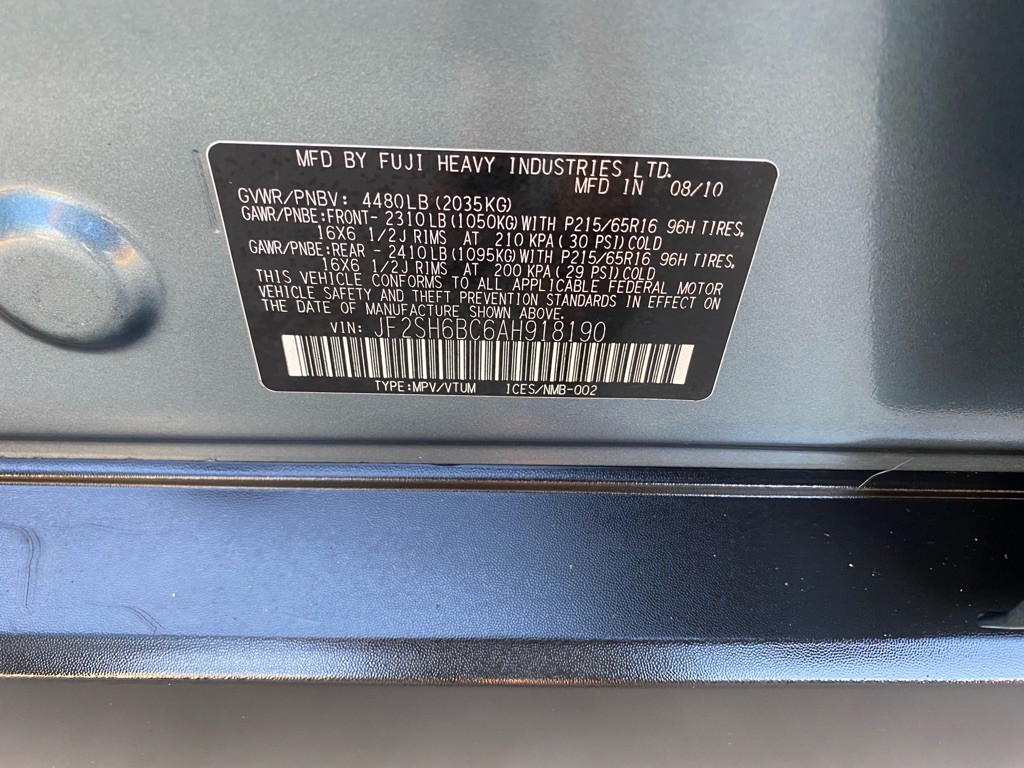 MFD BY FUJI HEAVY INDUSTRIES LTD.
MFD IN 08/10
GVWR/PNBV: 4480LB(2035KG)
GAWR/PNBE:FRONT- 2310LB(1050KG)WITH P215/65R16 96H TIRES,
16X6 1/2J RIMS AT 210 KPA(30 PSI)COLD
GAWR/PNBE:REAR - 2410LB(1095KG)WITH P215/65R16 96H TIRES,
16X6 1/2J RIMS AT 200 KPA(29 PSI)COLD
THIS VEHICLE CONFORMS TO ALL APPLICABLE FEDERAL MOTOR
VEHICLE SAFETY AND THEFT PREVENTION STANDARDS IN EFFECT ON
THE DATE OF MANUFACTURE SHOWN ABOVE.
VIN: JF2SH6BC6AH918190
TYPE:MPV/VTUM ICES/NMB-002